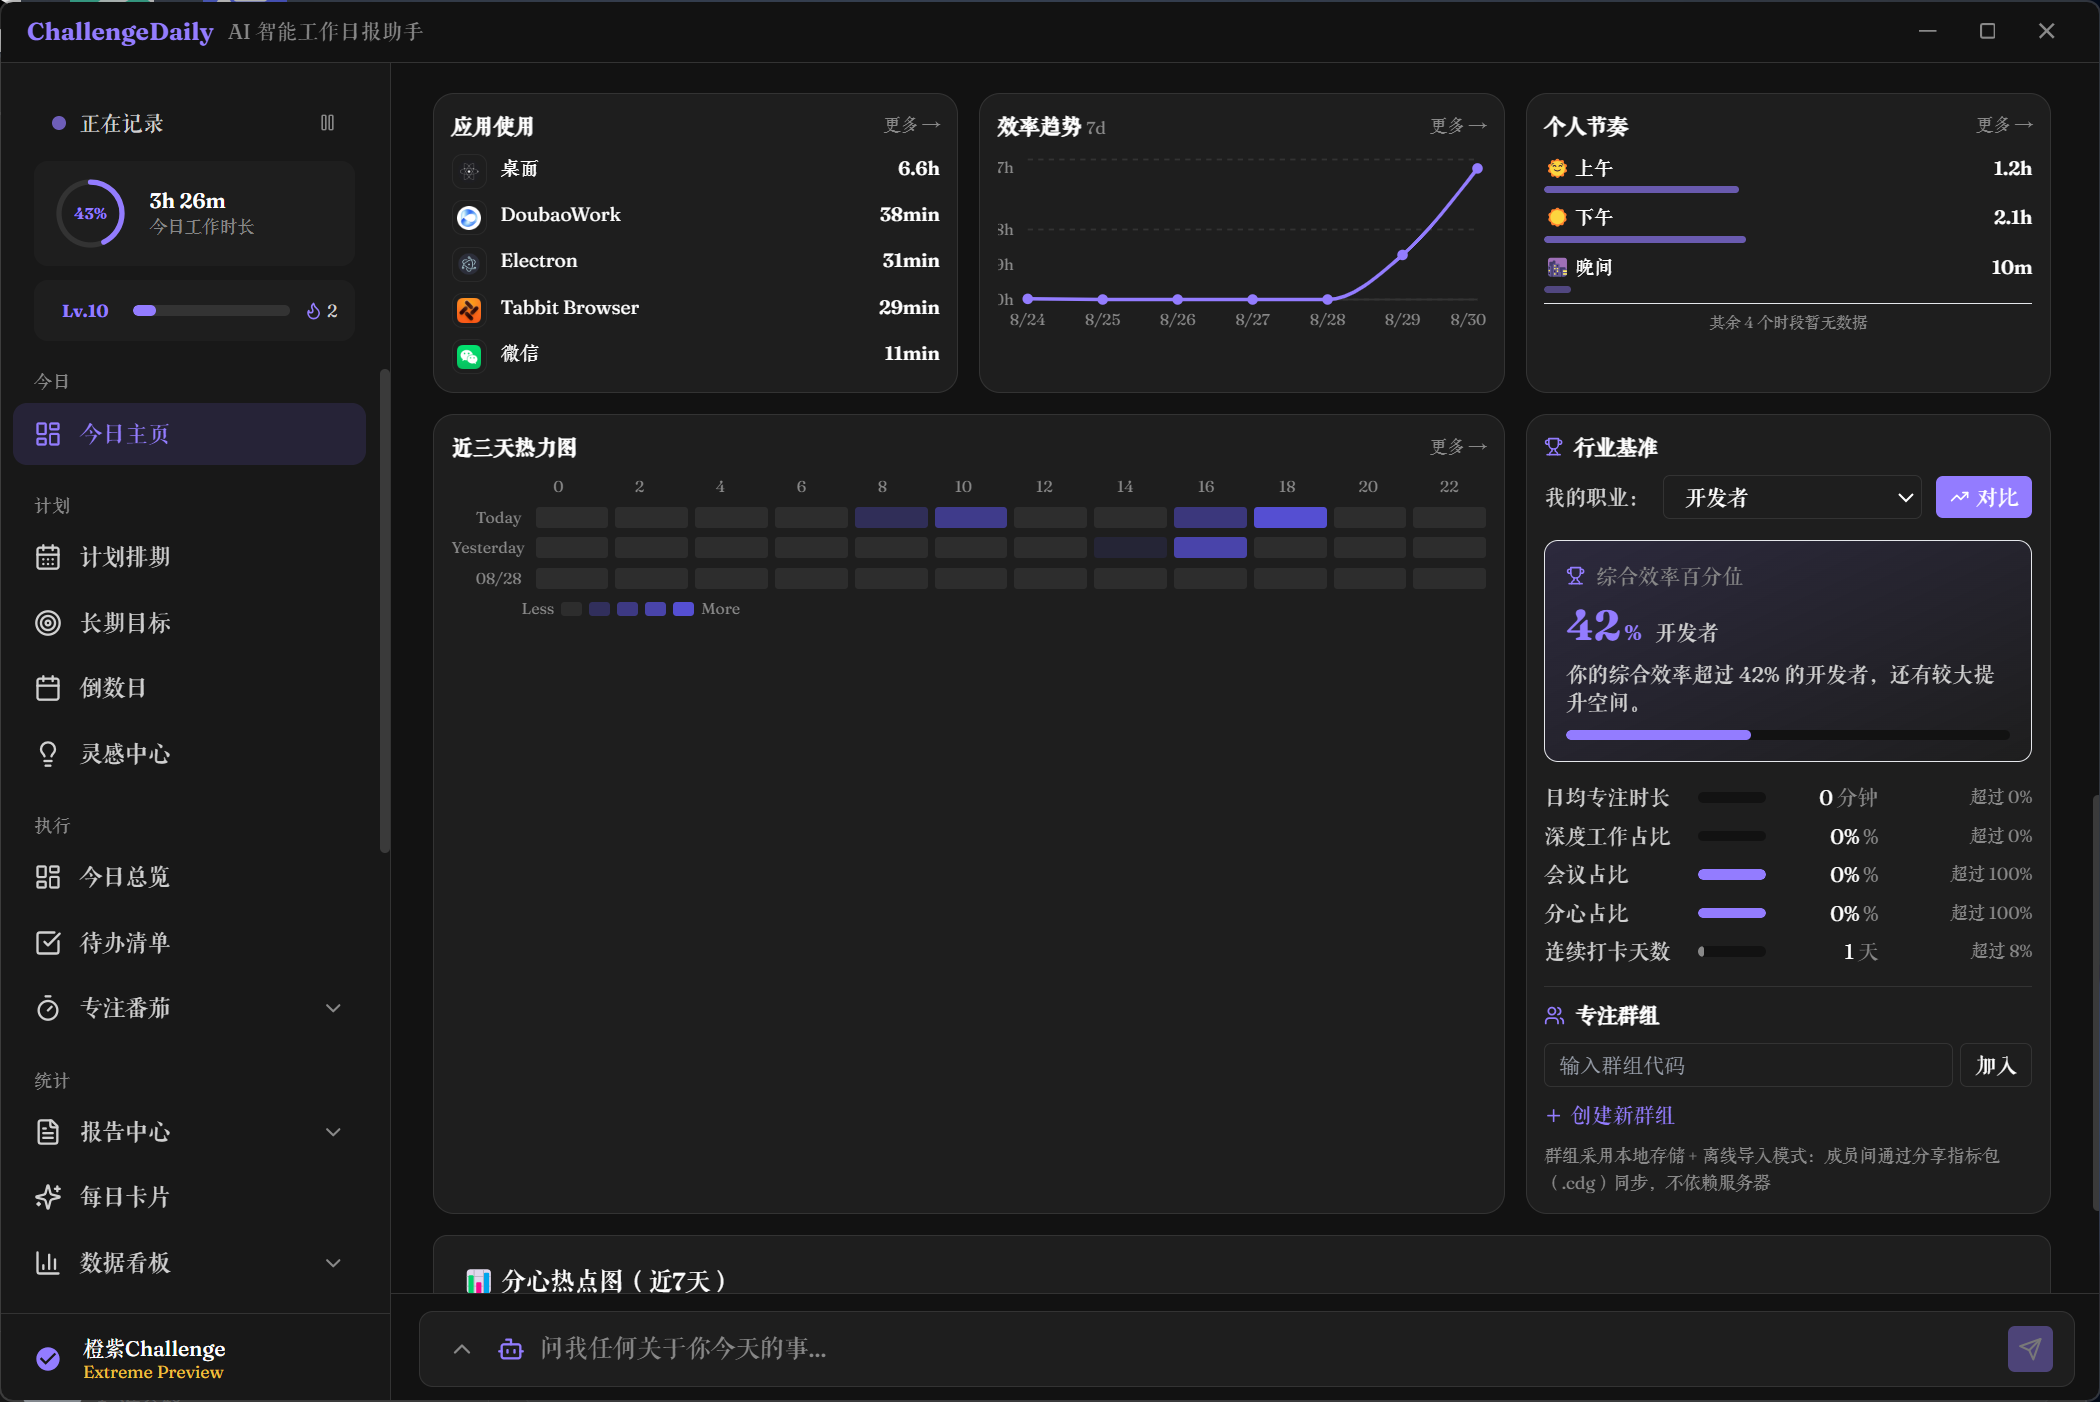 ChallengeDaily AI 智能工作日报助手
正在记录
43%
3h 26m
今日工作时长
Lv.10
2
今日
今日主页
计划
计划排期
长期目标
倒数日
灵感中心
执行
今日总览
待办清单
专注番茄
统计
报告中心
每日卡片
数据看板
橙紫Challenge
Extreme Preview
应用使用 更多→
桌面 6.6h
DoubaoWork 38min
Electron 31min
Tabbit Browser 29min
微信 11min
效率趋势 7d 更多→
7h
3h
9h
0h
8/24 8/25 8/26 8/27 8/28 8/29 8/30
个人节奏 更多→
上午 1.2h
下午 2.1h
晚间 10m
其余 4 个时段暂无数据
近三天热力图 更多→
0 2 4 6 8 10 12 14 16 18 20 22
Today
Yesterday
08/28
Less More
行业基准
我的职业： 开发者 对比
综合效率百分位
42% 开发者
你的综合效率超过 42% 的开发者，还有较大提
升空间。
日均专注时长 0 分钟 超过 0%
深度工作占比 0% % 超过 0%
会议占比 0% % 超过 100%
分心占比 0% % 超过 100%
连续打卡天数 1 天 超过 8%
专注群组
输入群组代码 加入
+ 创建新群组
群组采用本地存储 + 离线导入模式：成员间通过分享指标包
（.cdg）同步，不依赖服务器
分心热点图（近7天）
问我任何关于你今天的事...